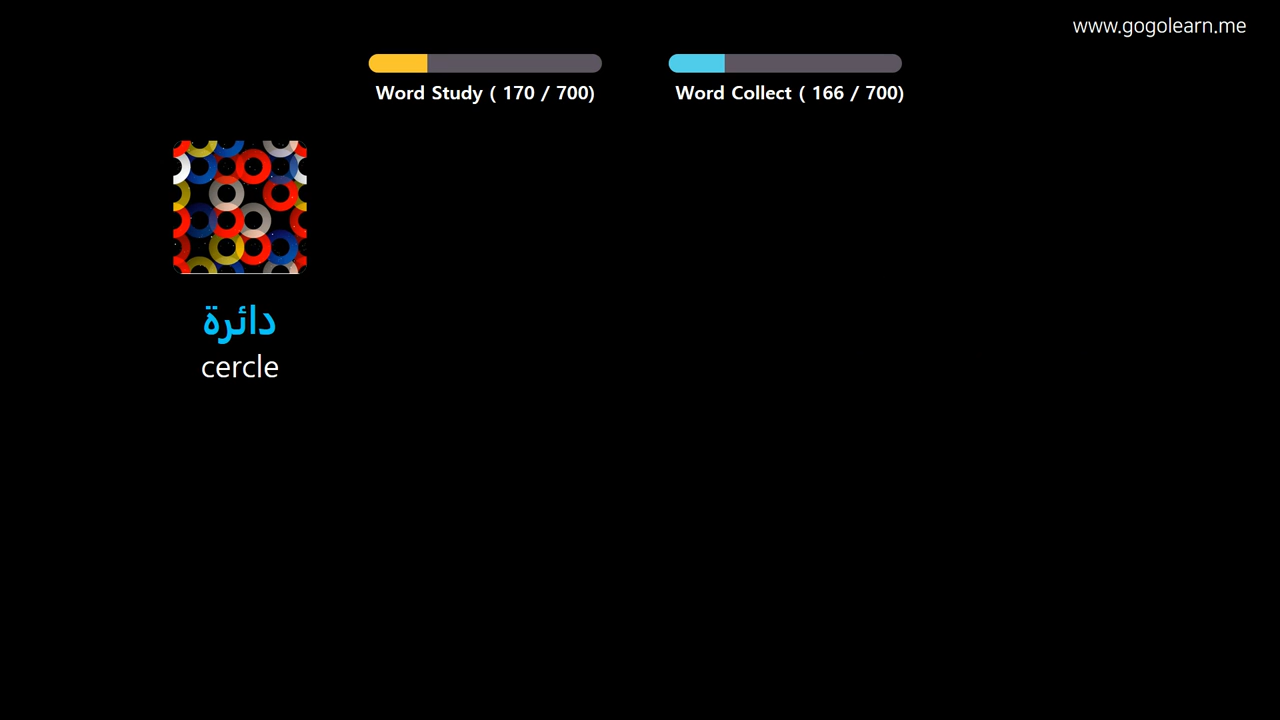 www.gogolearn.me
Word Study ( 170 / 700)
Word Collect ( 166 / 700)
دائرة
cercle